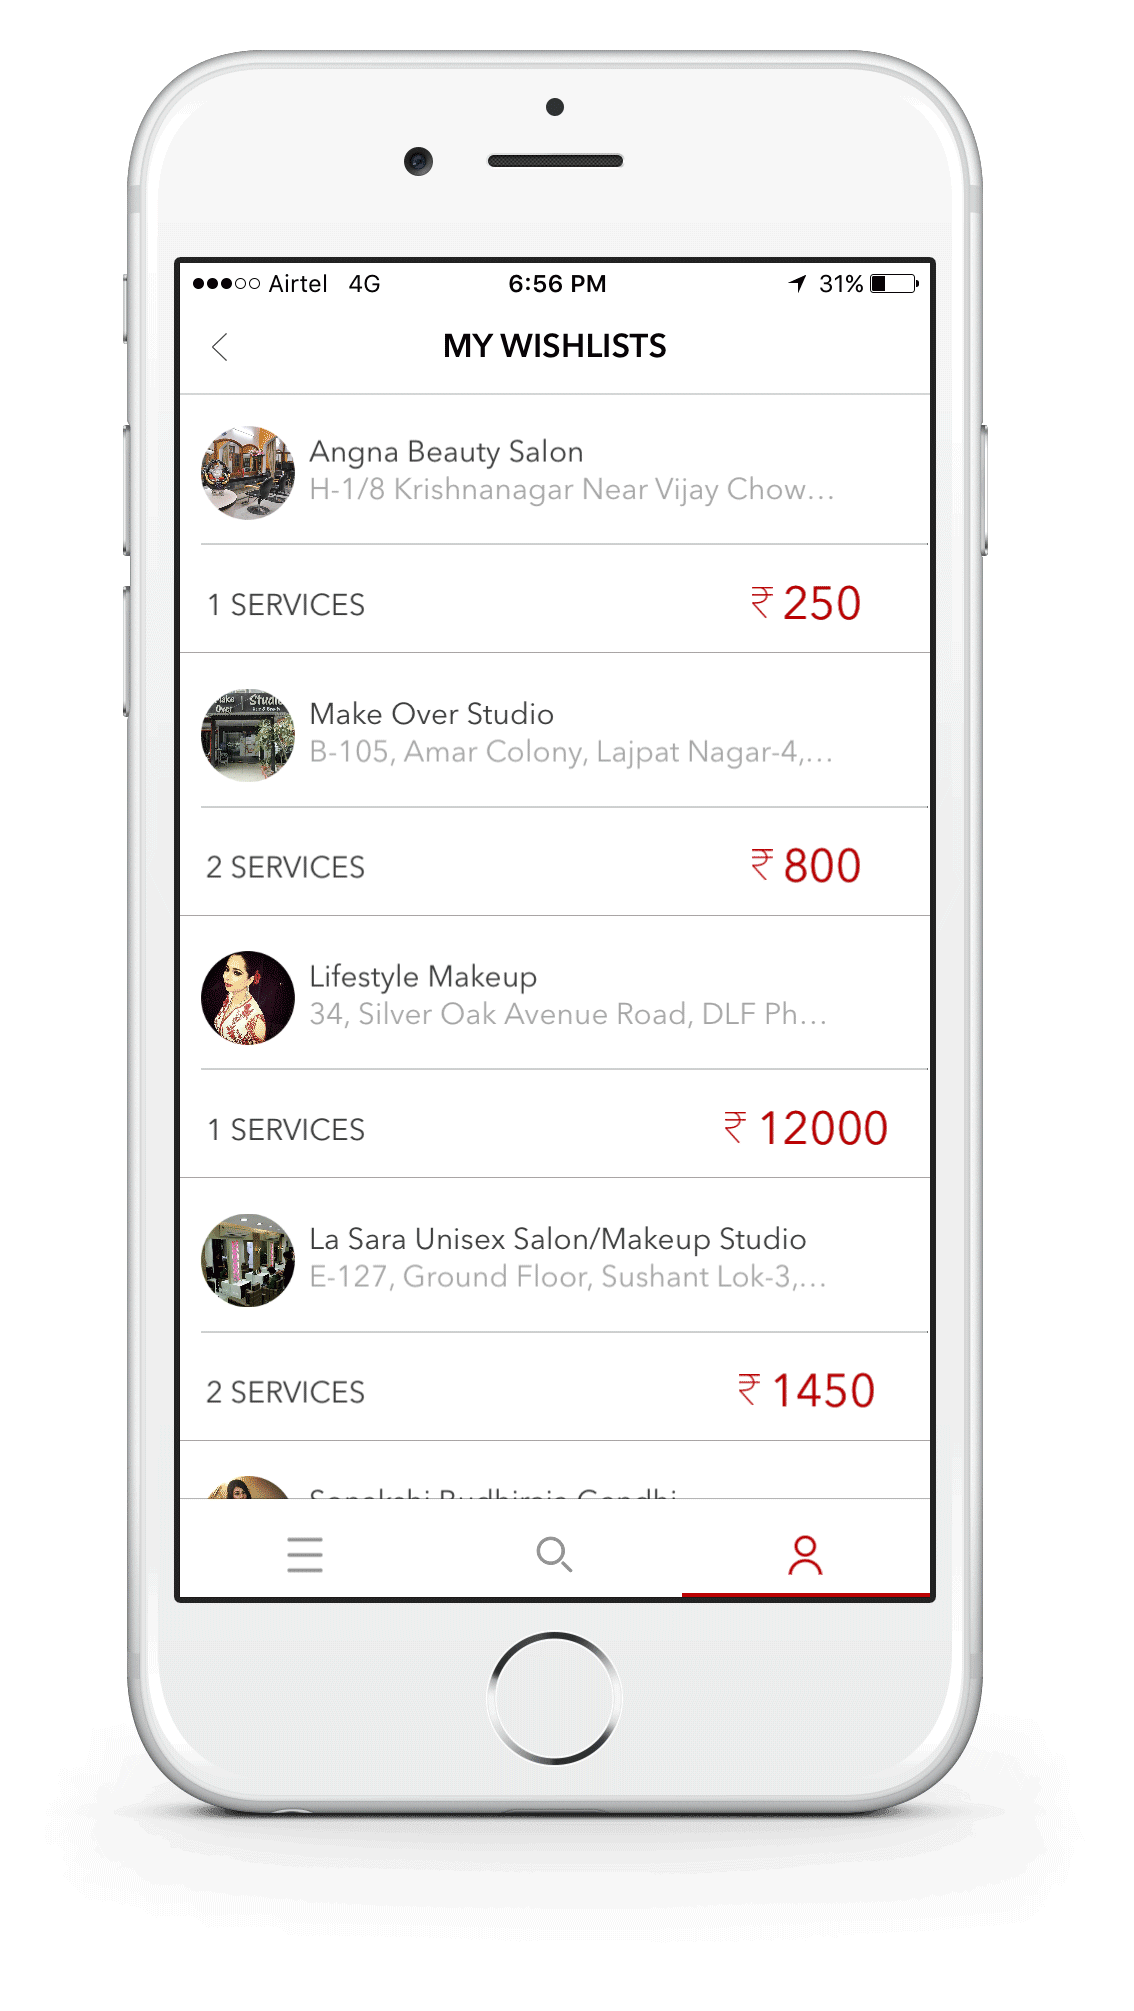 Airtel 4G 6:56 PM 31%
MY WISHLISTS
Angna Beauty Salon
H-1/8 Krishnanagar Near Vijay Chow...
1 SERVICES ₹ 250
Make Over Studio
B-105, Amar Colony, Lajpat Nagar-4,...
2 SERVICES ₹ 800
Lifestyle Makeup
34, Silver Oak Avenue Road, DLF Ph...
1 SERVICES ₹ 12000
La Sara Unisex Salon/Makeup Studio
E-127, Ground Floor, Sushant Lok-3,...
2 SERVICES ₹ 1450